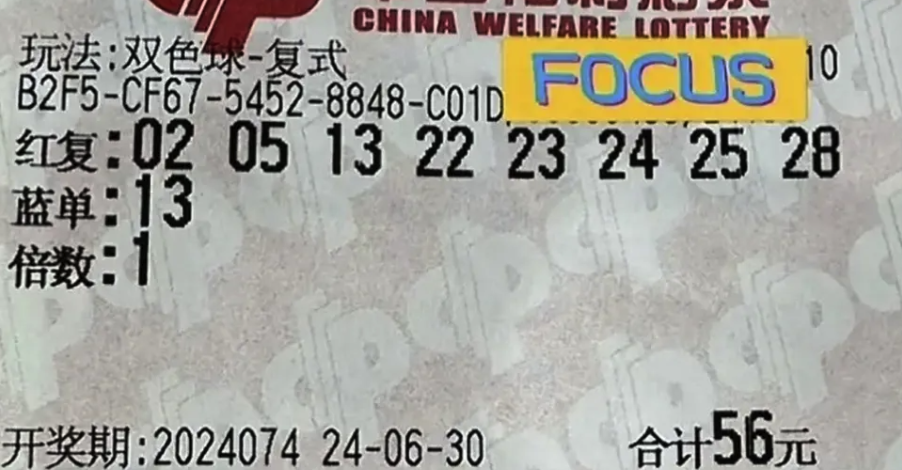 CHINA WELFARE LOTTERY
玩法:双色球-复式
FOCUS
10
B2F5-CF67-5452-8848-C01D
红复:02 05 13 22 23 24 25 28
蓝单:13
倍数:1
开奖期:2024074 24-06-30 合计56元